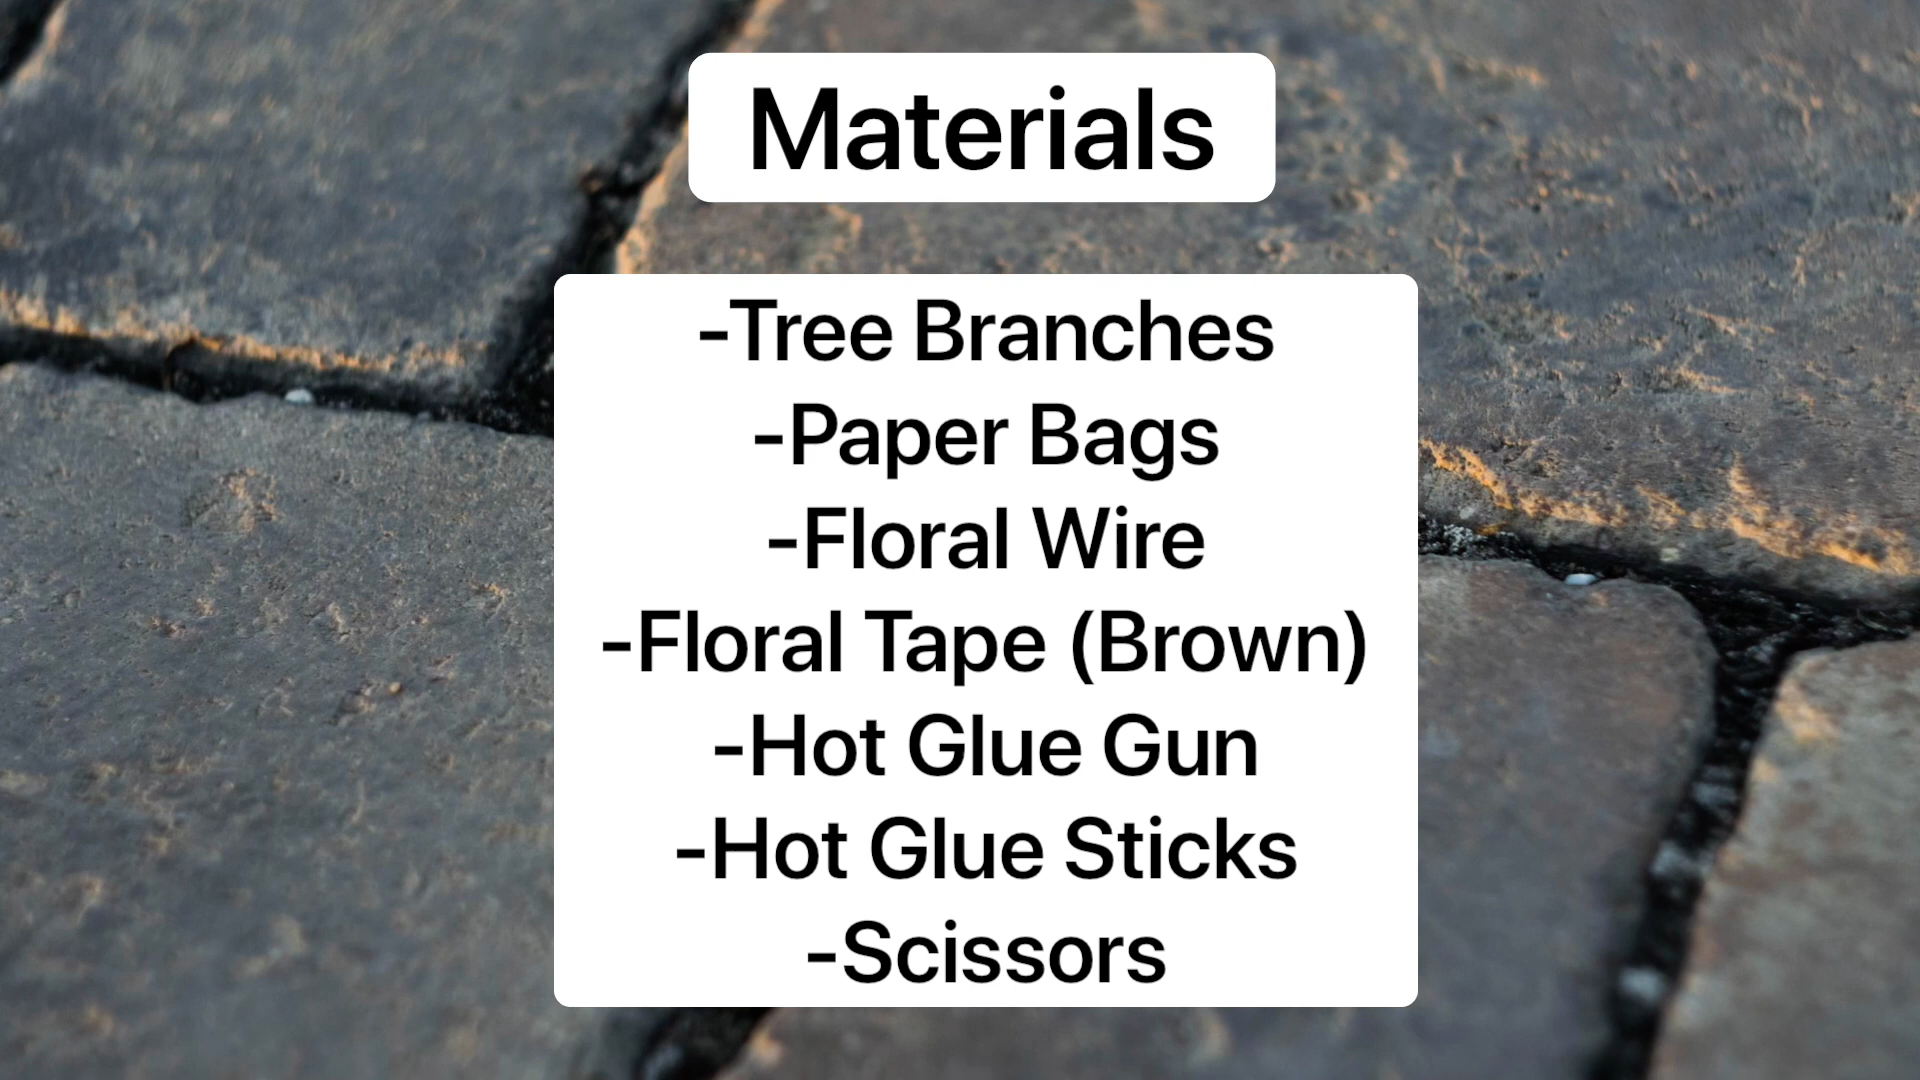 Materials
-Tree Branches
-Paper Bags
-Floral Wire
-Floral Tape (Brown)
-Hot Glue Gun
-Hot Glue Sticks
-Scissors